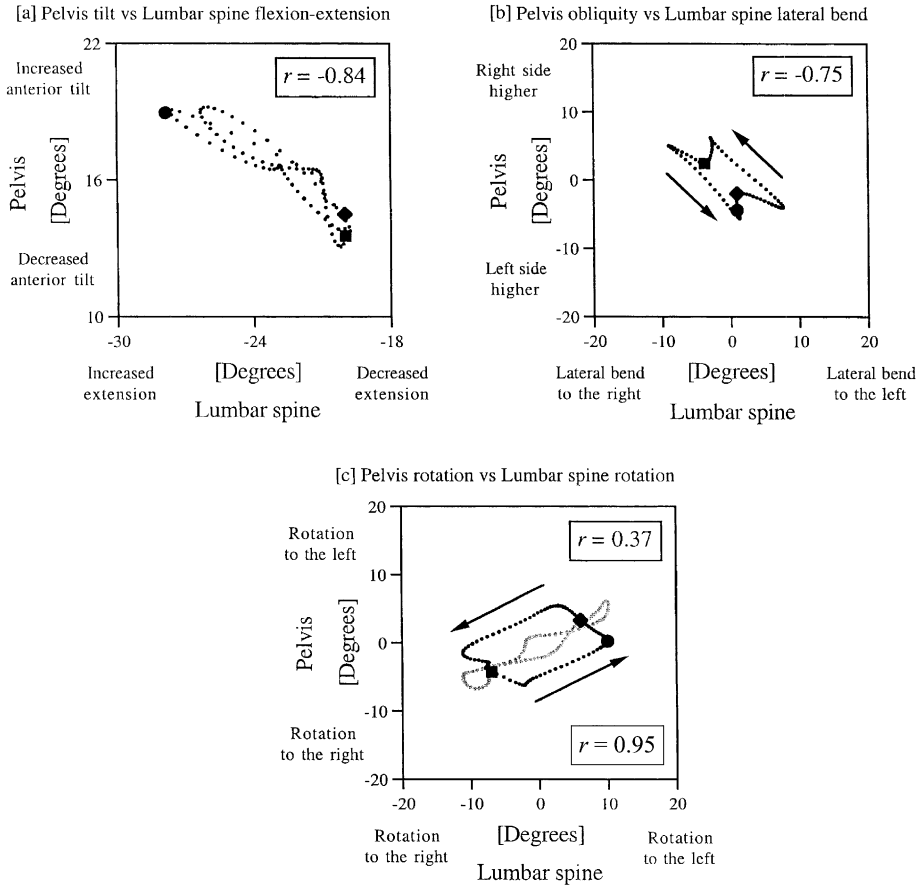 [a] Pelvis tilt vs Lumbar spine flexion-extension
22
Increased
anterior tilt
r = -0.84
Pelvis
[Degrees]
16
Decreased
anterior tilt
10
-30
-24
-18
Increased
extension
[Degrees]
Decreased
extension
Lumbar spine
[b] Pelvis obliquity vs Lumbar spine lateral bend
20
Right side
higher
r = -0.75
10
Pelvis
[Degrees]
0
-10
Left side
higher
-20
-20
-10
0
10
20
Lateral bend
to the right
[Degrees]
Lateral bend
to the left
Lumbar spine
[c] Pelvis rotation vs Lumbar spine rotation
20
Rotation
to the left
r = 0.37
10
Pelvis
[Degrees]
0
-10
Rotation
to the right
r = 0.95
-20
-20
-10
0
10
20
Rotation
to the right
[Degrees]
Rotation
to the left
Lumbar spine